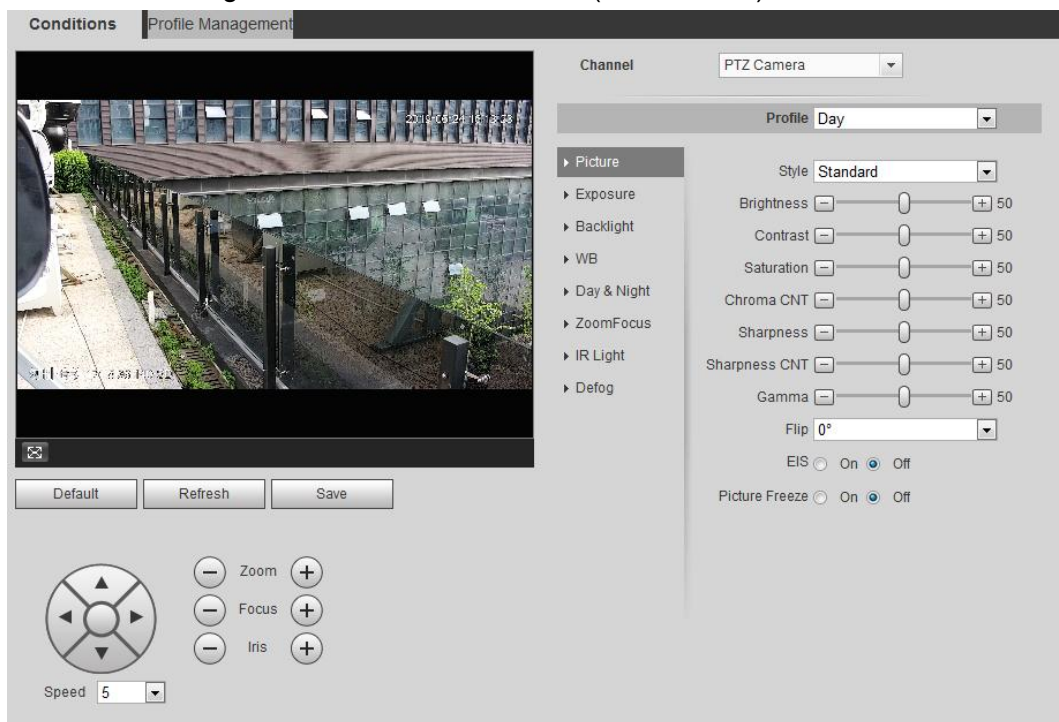 Conditions Profile Management
Channel PTZ Camera
Profile Day
Picture
Exposure
Backlight
WB
Day & Night
ZoomFocus
IR Light
Defog
Style Standard
Brightness 50
Contrast 50
Saturation 50
Chroma CNT 50
Sharpness 50
Sharpness CNT 50
Gamma 50
Flip 0°
EIS On Off
Picture Freeze On Off
Default Refresh Save
Zoom
Focus
Iris
Speed 5